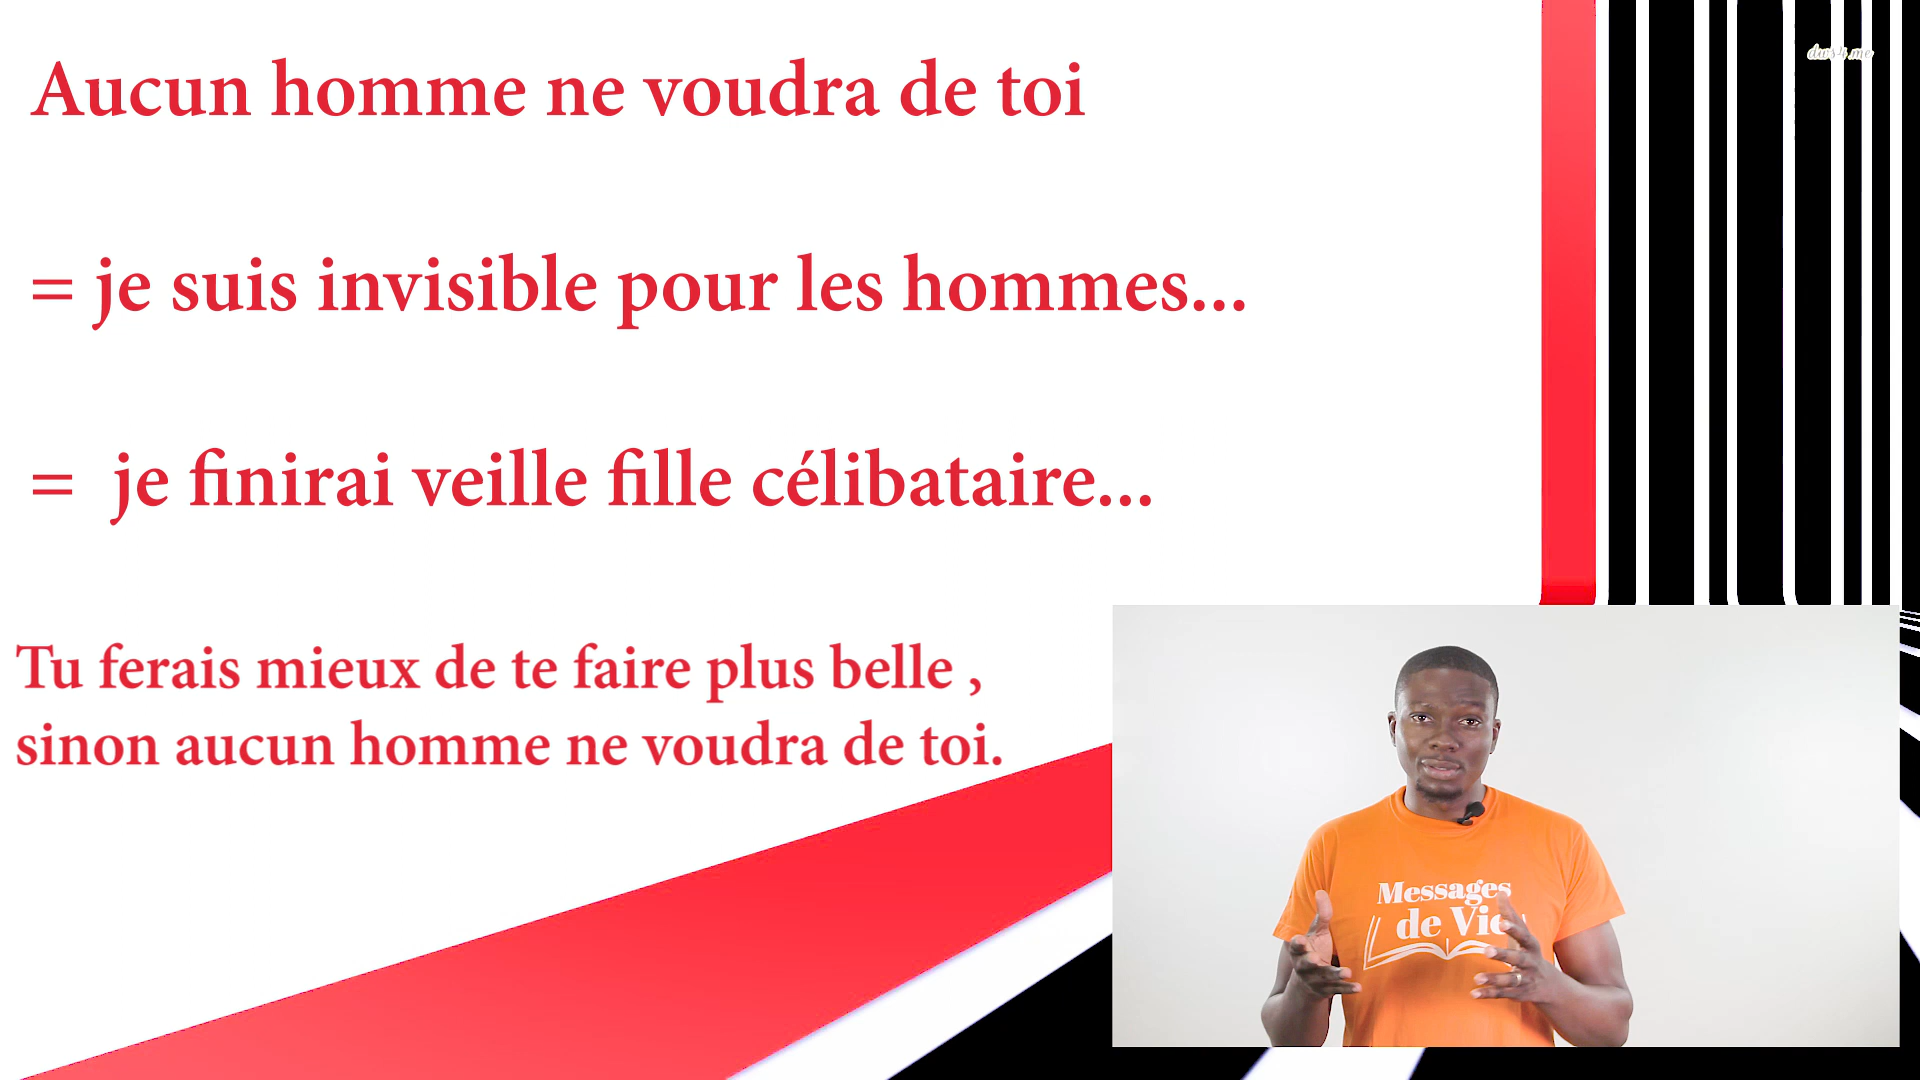 Aucun homme ne voudra de toi
= je suis invisible pour les hommes...
= je finirai veille fille célibataire...
Tu ferais mieux de te faire plus belle ,
sinon aucun homme ne voudra de toi.
Messages
de Vie